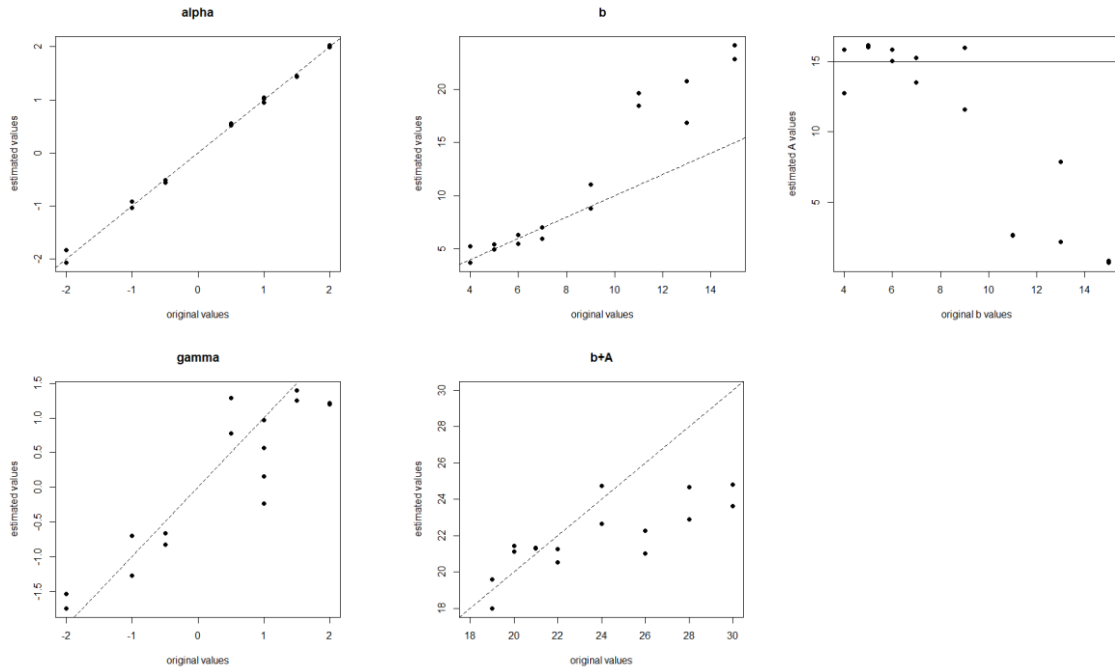 alpha
estimated values
2
1
0
-1
-2
-2 -1 0 1 2
original values
b
estimated values
20
15
10
5
4 6 8 10 12 14
original values
estimated A values
15
10
5
4 6 8 10 12 14
original b values
gamma
estimated values
1.5
1.0
0.5
0.0
-0.5
-1.0
-1.5
-2 -1 0 1 2
original values
b+A
estimated values
30
28
26
24
22
20
18
18 20 22 24 26 28 30
original values